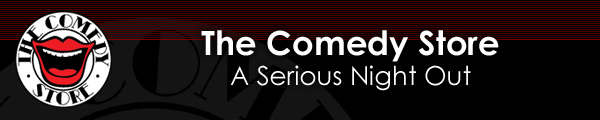 THE COMEDY
STORE
The Comedy Store
A Serious Night Out